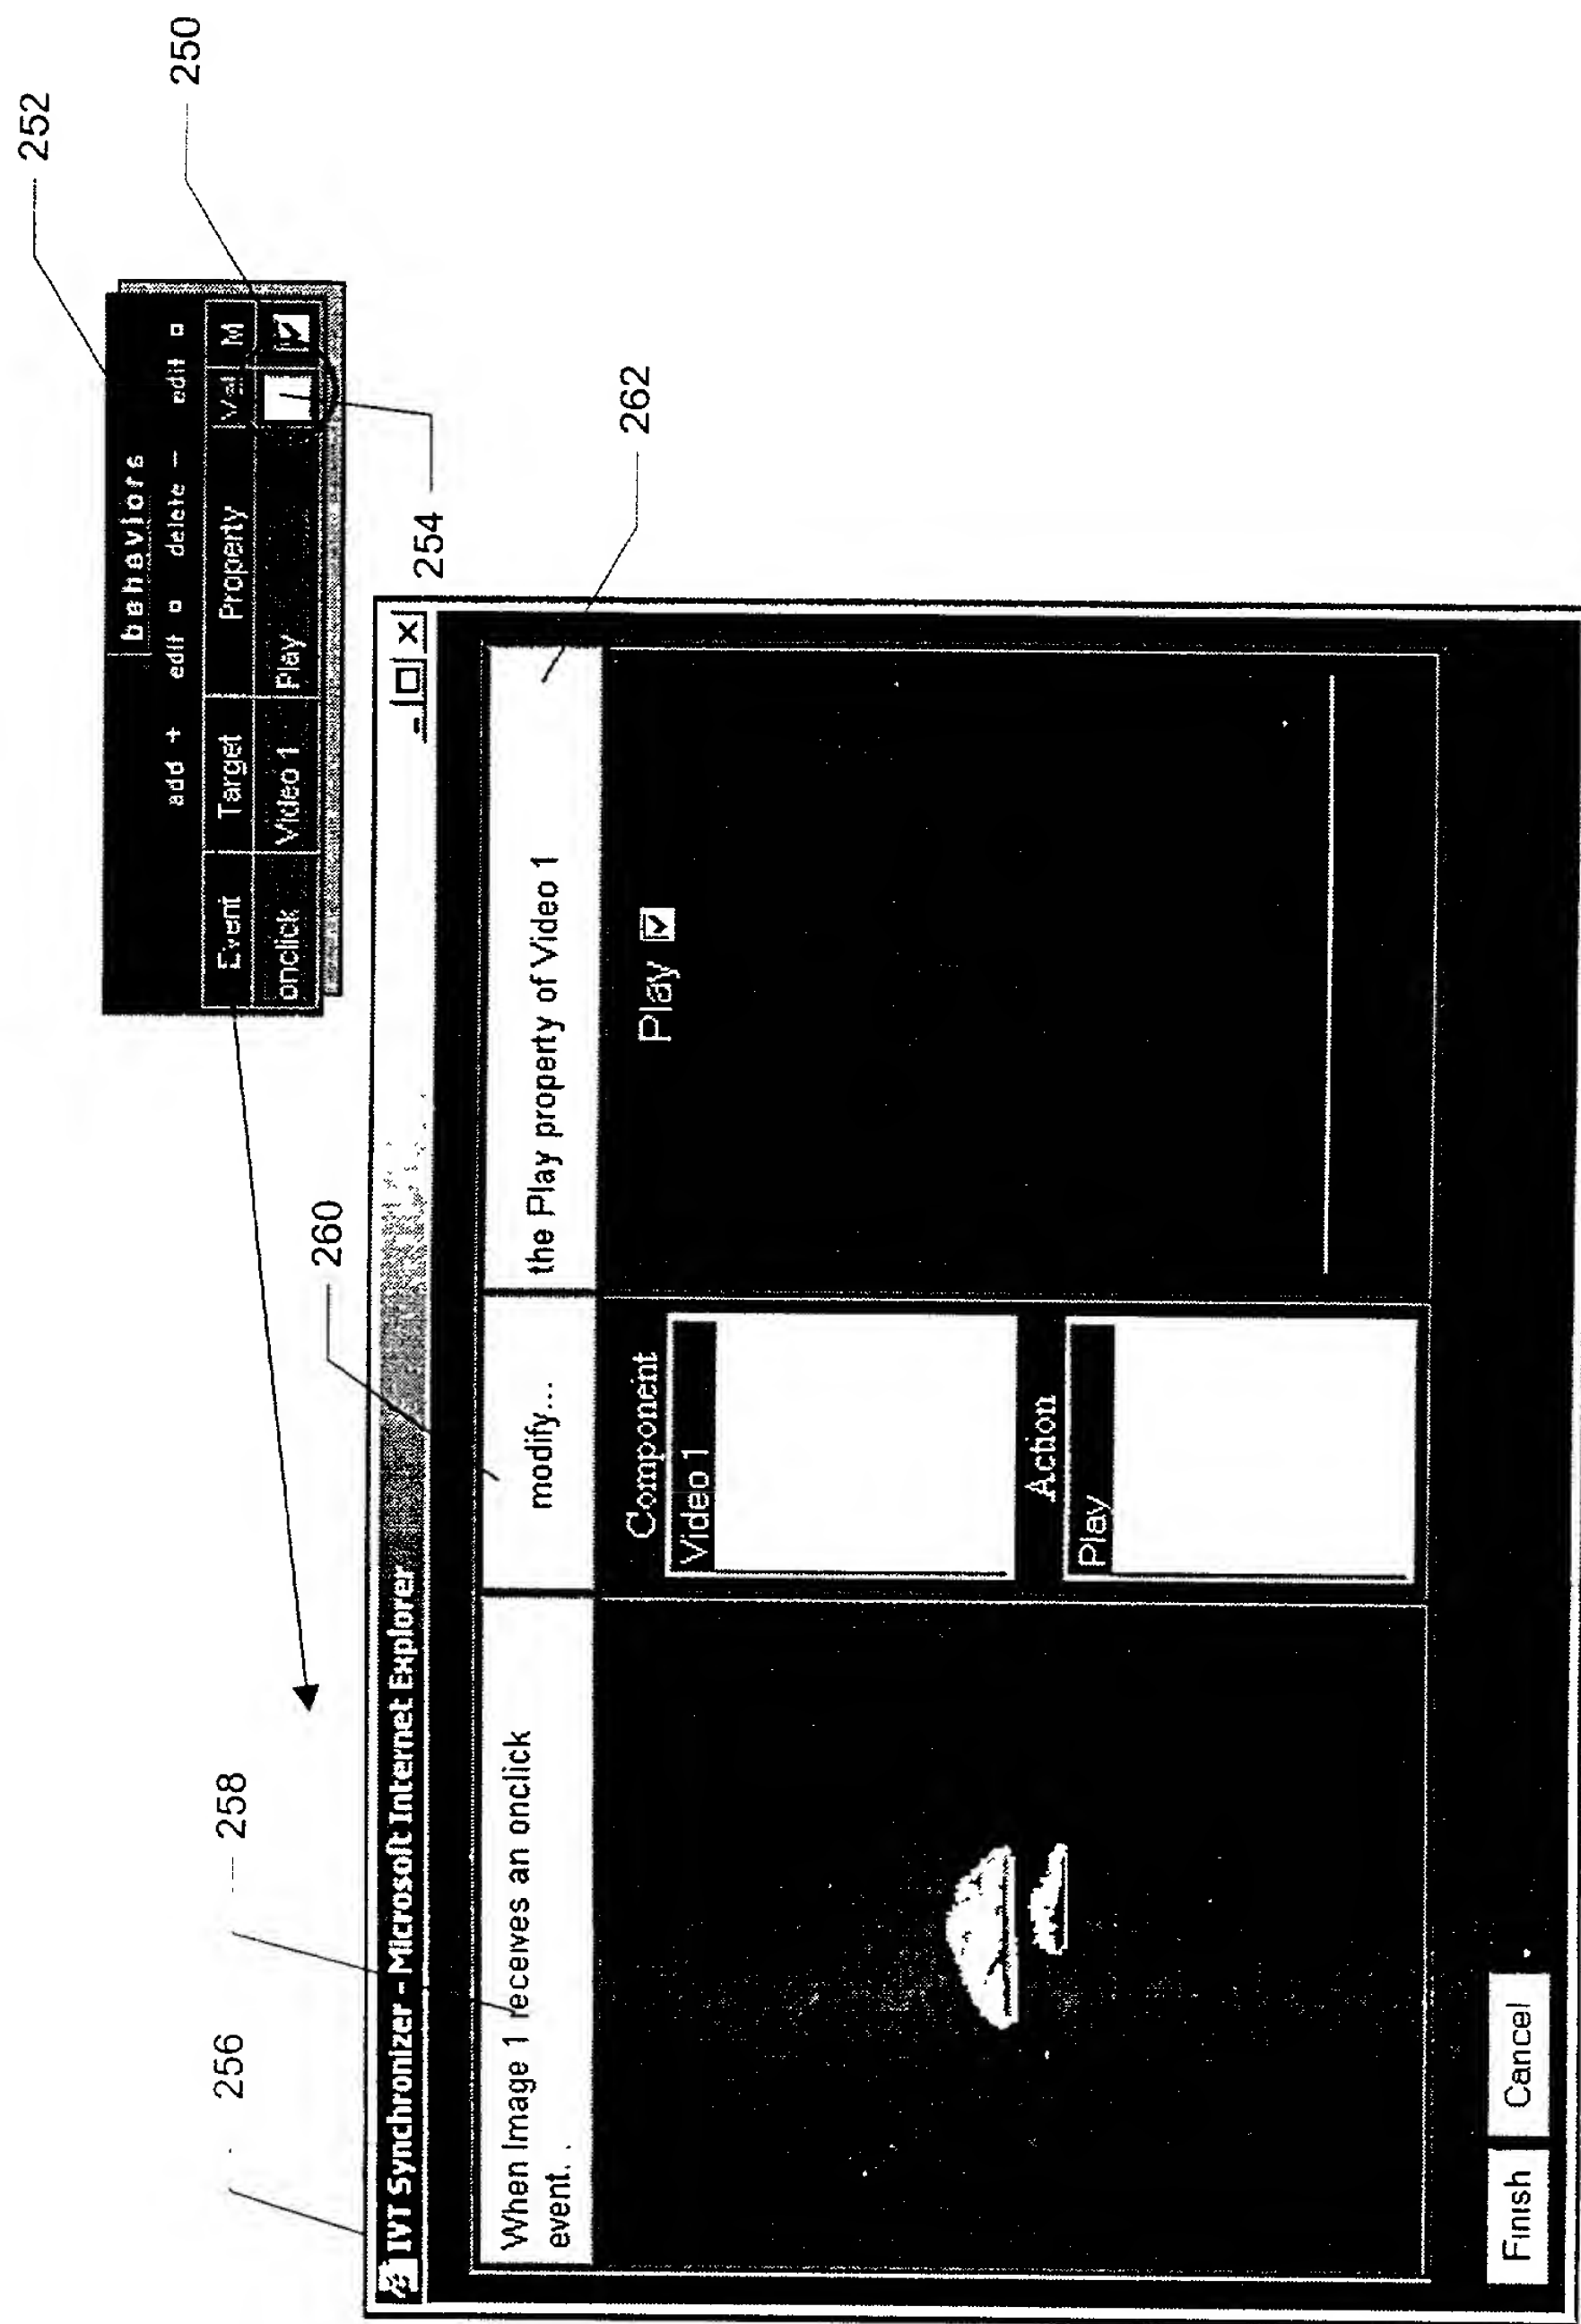 252
250
behaviors
add + edit □ delete − edit □
Event Target Property Val M
onclick Video 1 Play
254
256
258
260
262
IVT Synchronizer - Microsoft Internet Explorer
When Image 1 receives an onclick
event. .
modify...
the Play property of Video 1
Component
Video 1
Action
Play
Play
Finish Cancel